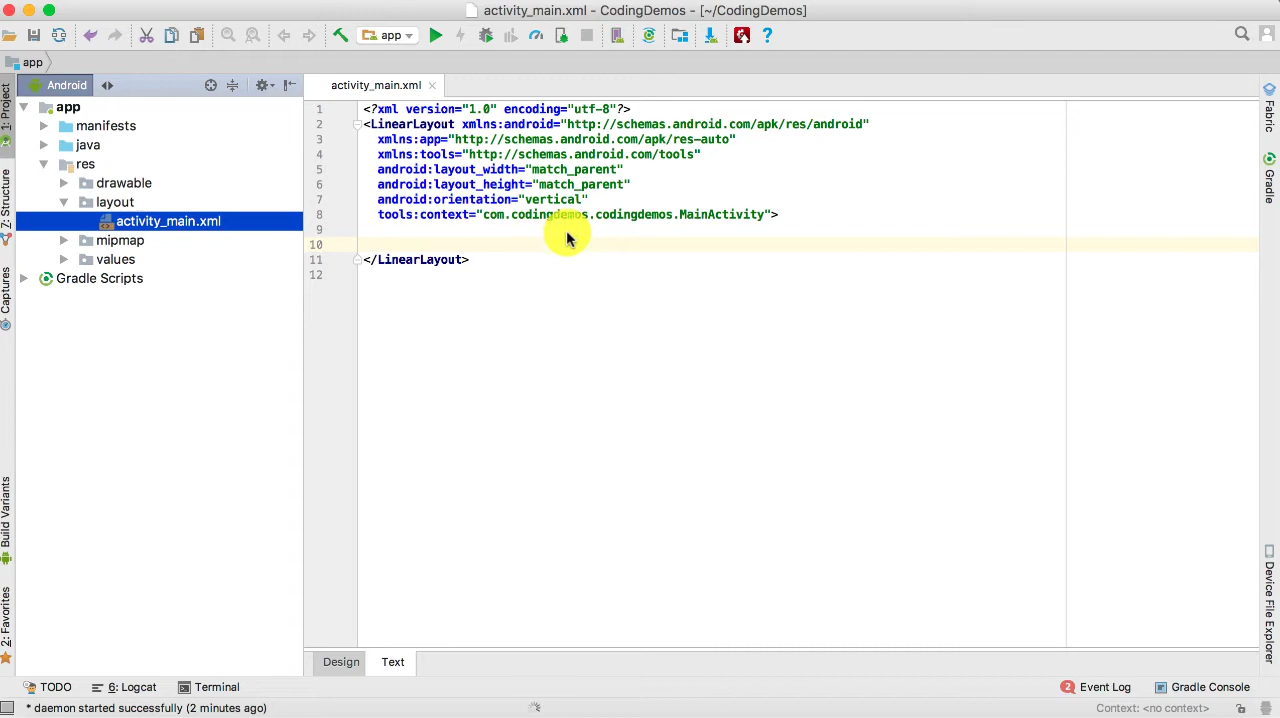 activity_main.xml - CodingDemos - [~/CodingDemos]
app
app
Android
activity_main.xml
app
manifests
java
res
drawable
layout
activity_main.xml
mipmap
values
Gradle Scripts
1: Project
7: Structure
Captures
Build Variants
2: Favorites
1 <?xml version="1.0" encoding="utf-8"?>
2 <LinearLayout xmlns:android="http://schemas.android.com/apk/res/android"
3 xmlns:app="http://schemas.android.com/apk/res-auto"
4 xmlns:tools="http://schemas.android.com/tools"
5 android:layout_width="match_parent"
6 android:layout_height="match_parent"
7 android:orientation="vertical"
8 tools:context="com.codingdemos.codingdemos.MainActivity">
9
10
11 </LinearLayout>
12
Fabric
Gradle
Device File Explorer
Design Text
TODO 6: Logcat Terminal Event Log Gradle Console
2
* daemon started successfully (2 minutes ago) Context: <no context>